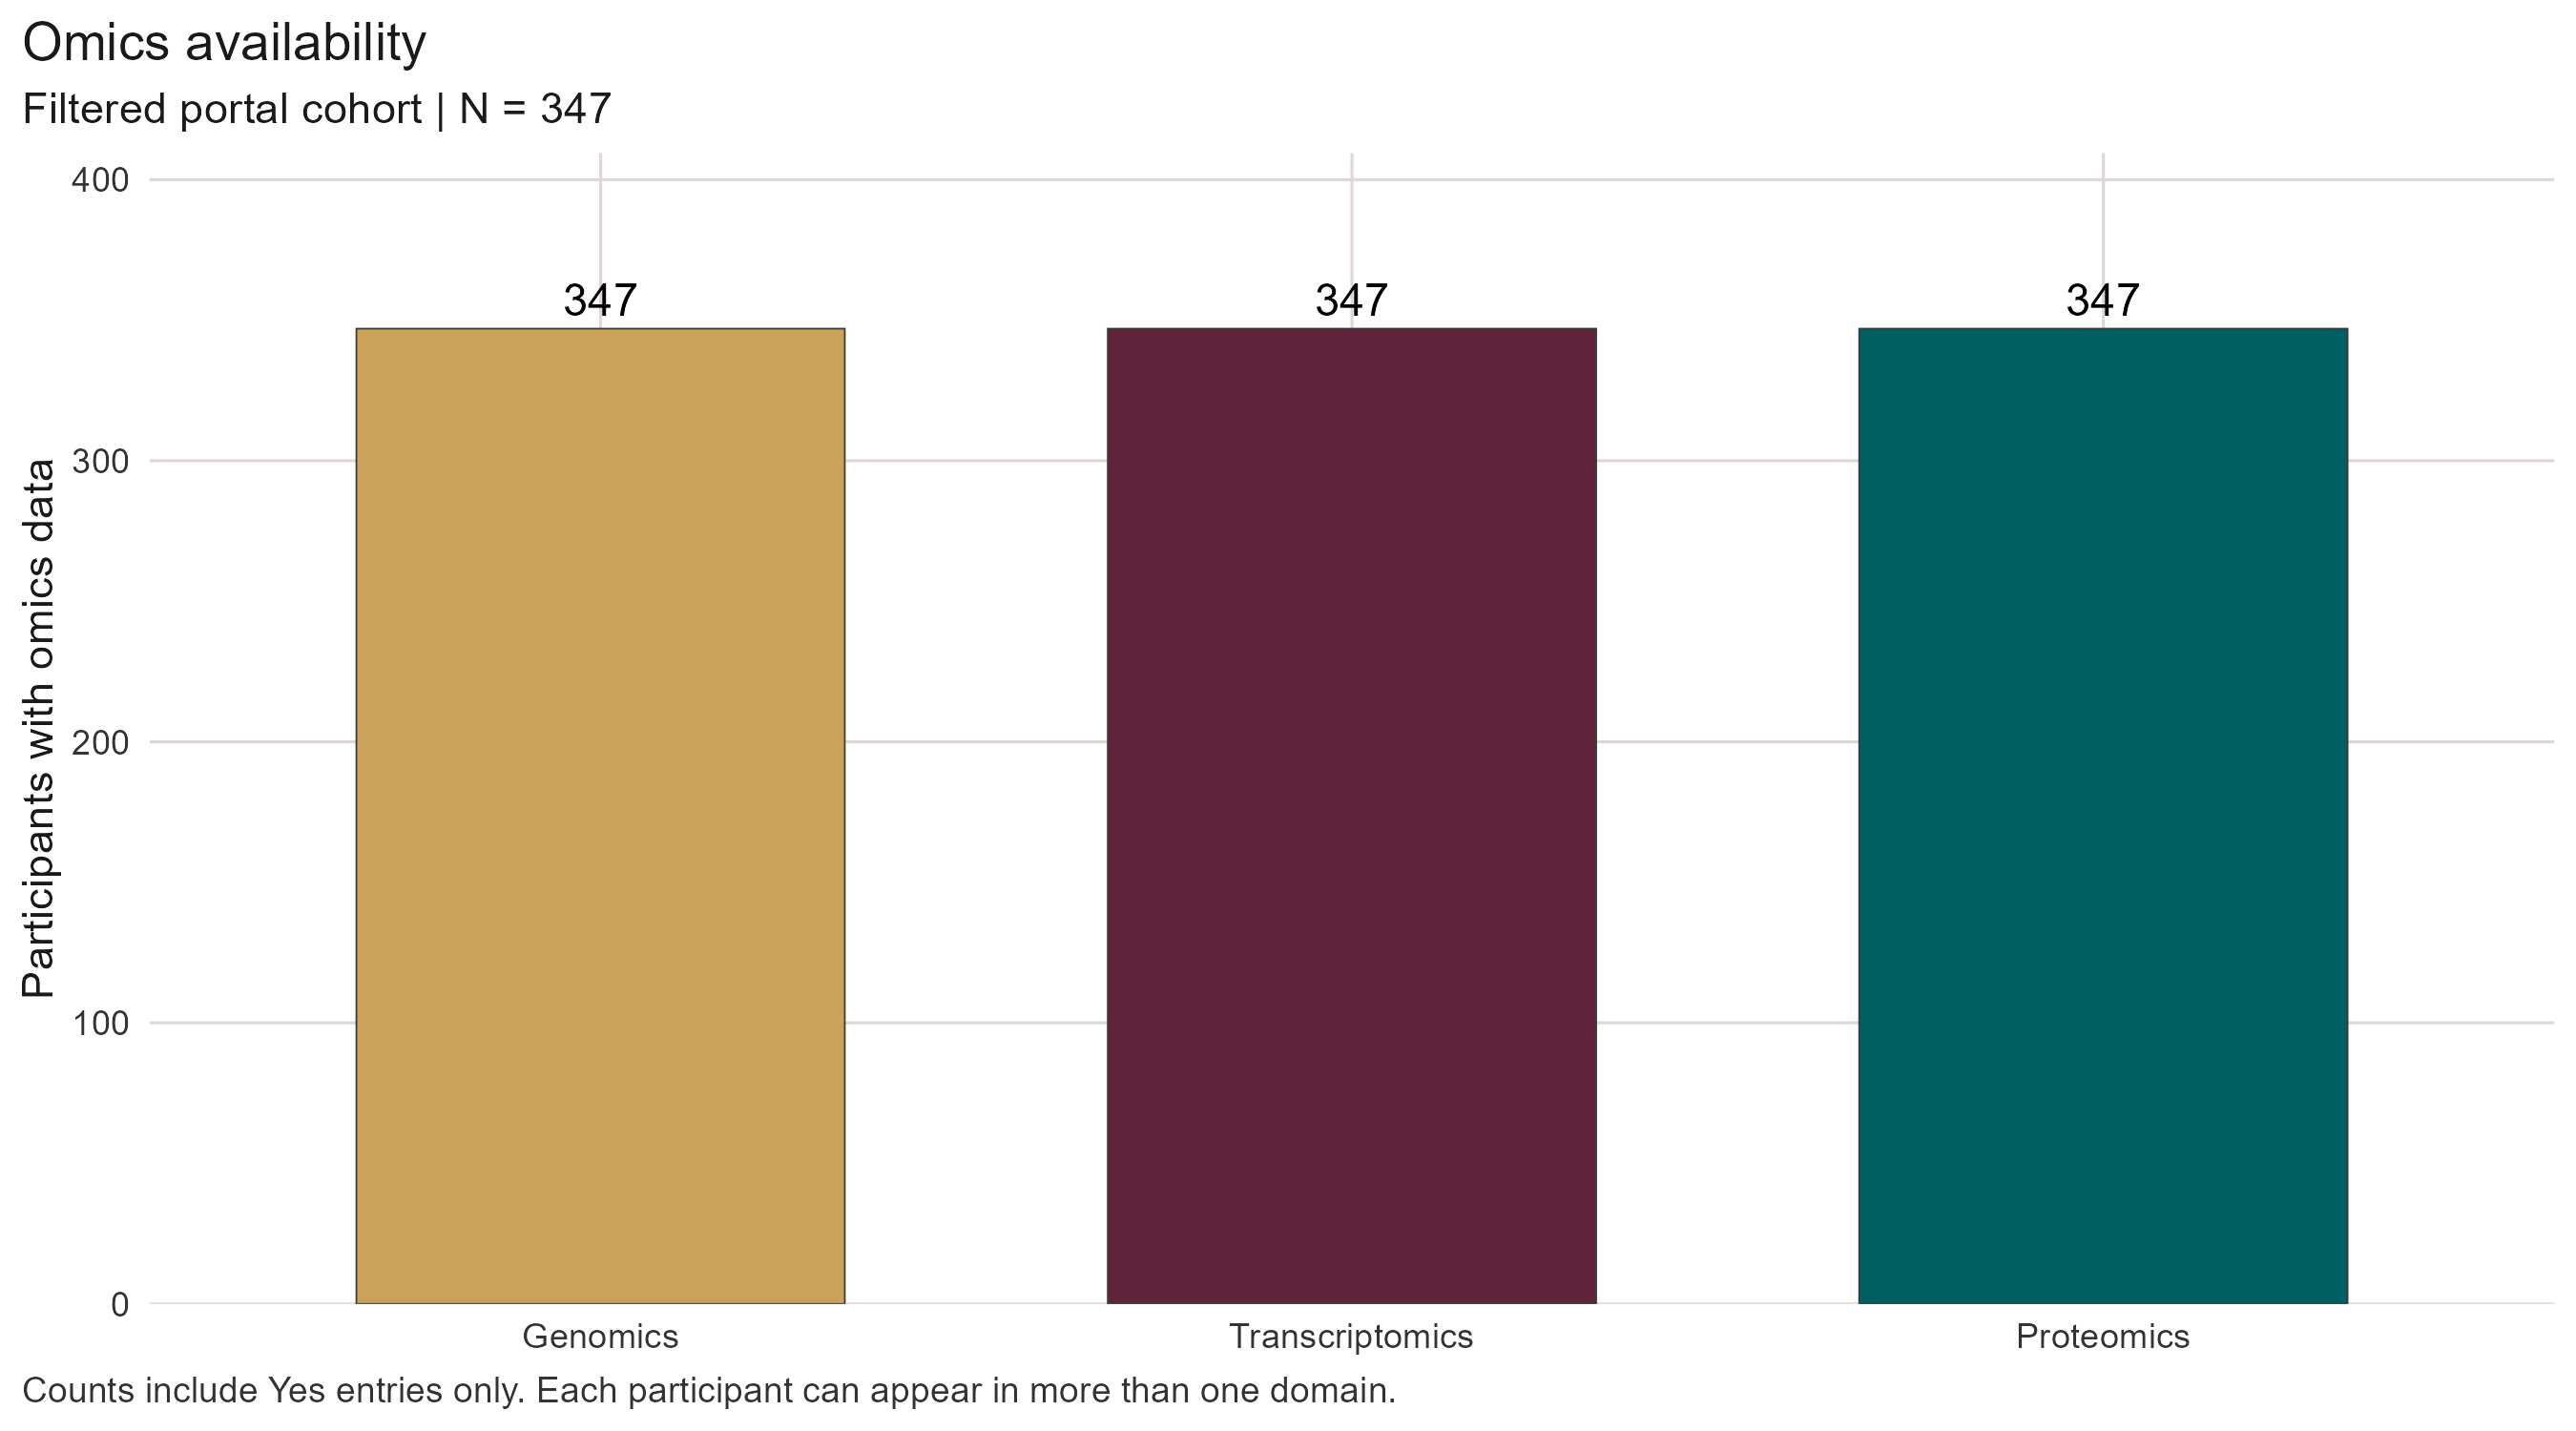 Omics availability
Filtered portal cohort | N = 347
Participants with omics data
400
300
200
100
0
347
347
347
Genomics
Transcriptomics
Proteomics
Counts include Yes entries only. Each participant can appear in more than one domain.